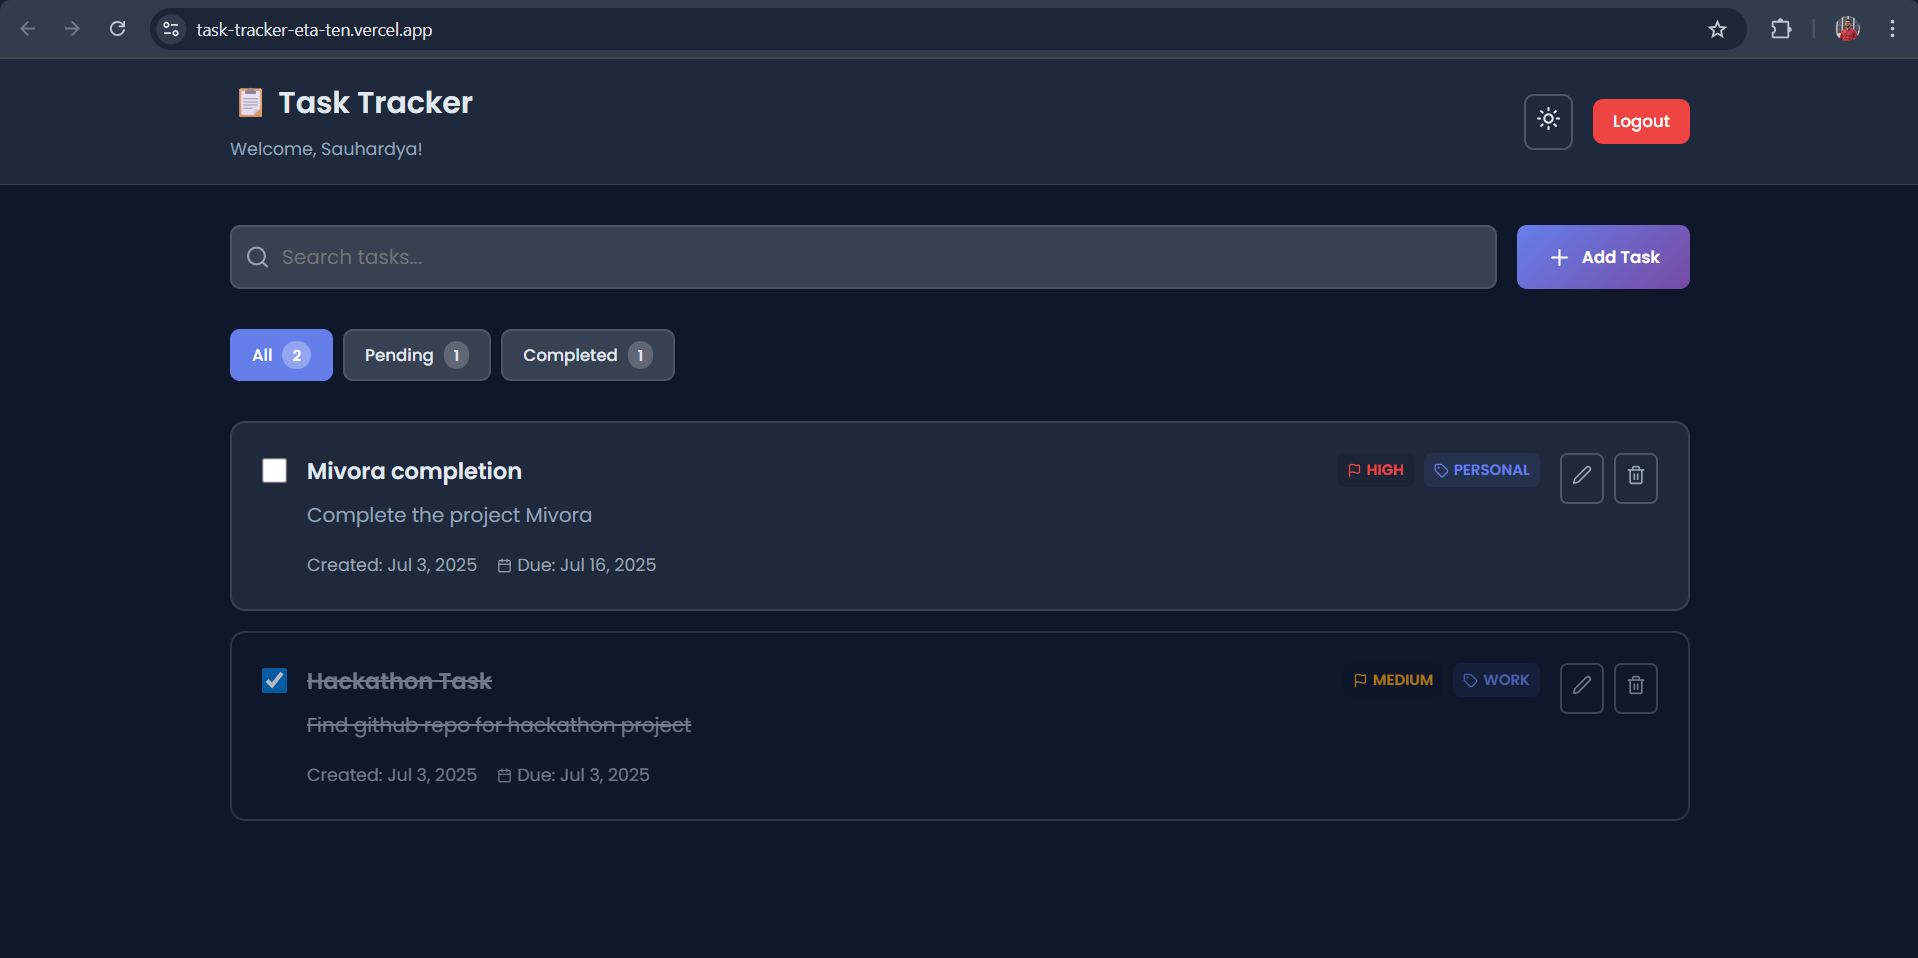 task-tracker-eta-ten.vercel.app
Task Tracker
Welcome, Sauhardya!
Logout
Search tasks...
Add Task
All 2
Pending 1
Completed 1
Mivora completion
HIGH
PERSONAL
Complete the project Mivora
Created: Jul 3, 2025 Due: Jul 16, 2025
Hackathon Task
MEDIUM
WORK
Find github repo for hackathon project
Created: Jul 3, 2025 Due: Jul 3, 2025